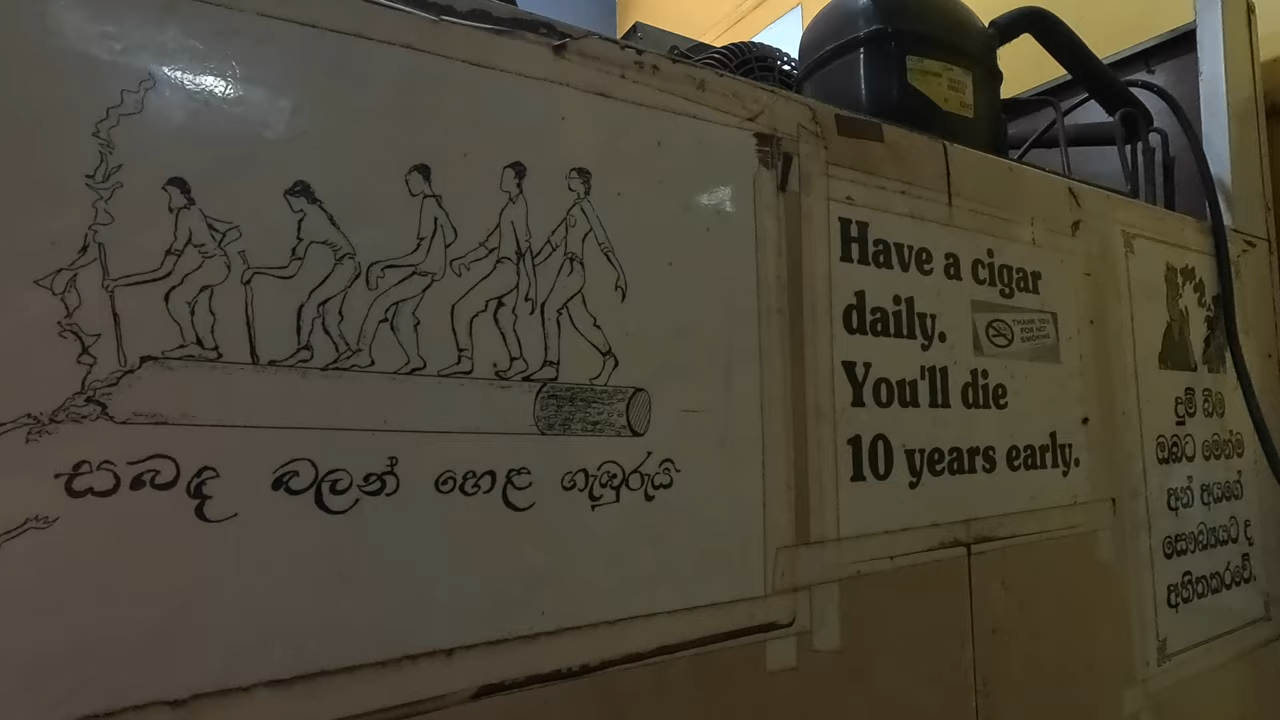 සබඳ බලන් හෙළ ගැඹුරුයි
Have a cigar
daily.
THANK YOU
FOR NOT
SMOKING
You'll die
10 years early.
දුම් බීම
ඔබට මෙන්ම
අන් අයගේ
සෞඛ්‍යයට ද
අහිතකරවේ.